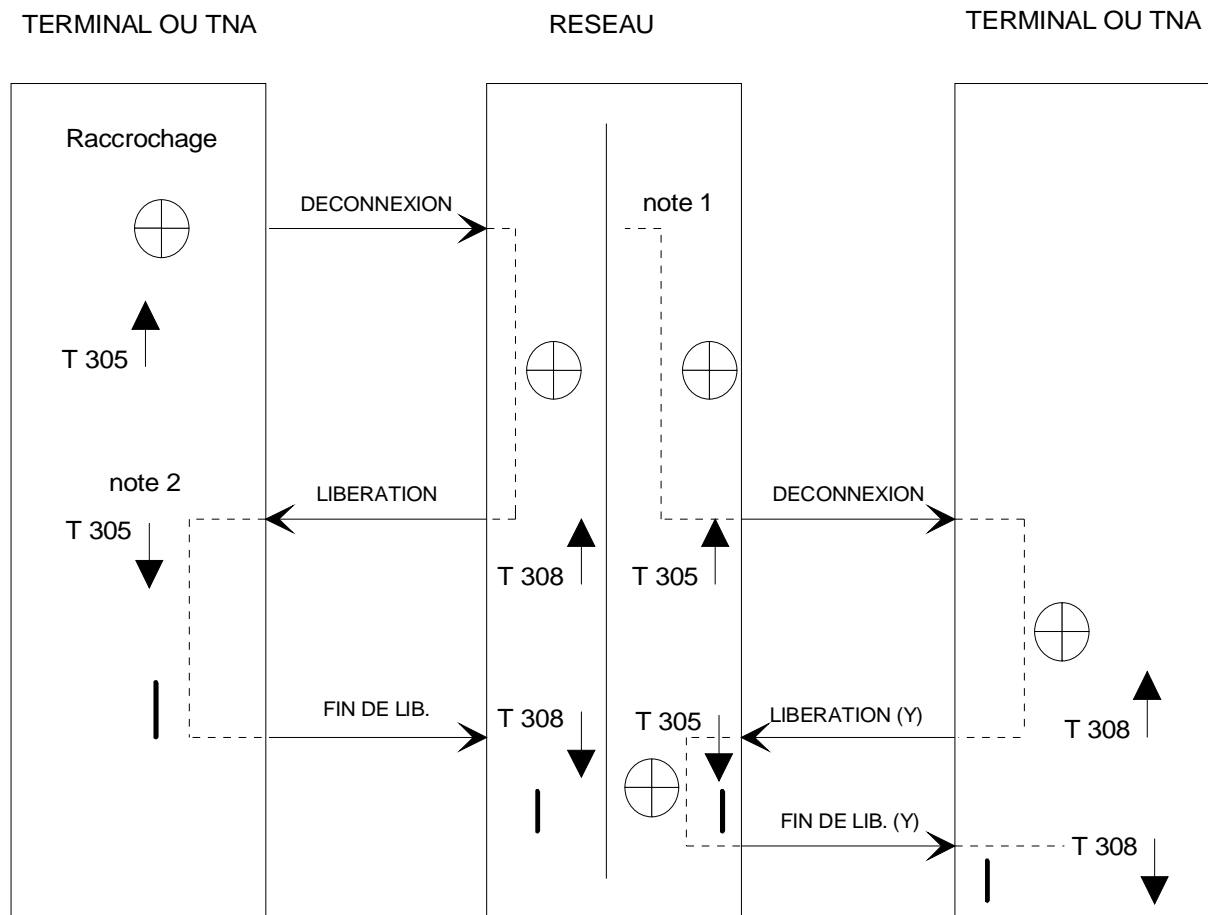 TERMINAL OU TNA
RESEAU
TERMINAL OU TNA
Raccrochage
DECONNEXION
note 1
T 305
note 2
LIBERATION
DECONNEXION
T 305
T 308
T 305
FIN DE LIB.
T 308
T 305
LIBERATION (Y)
T 308
FIN DE LIB. (Y)
T 308